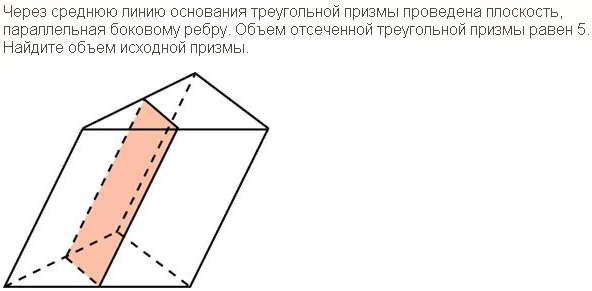 Через среднюю линию основания треугольной призмы проведена плоскость,
параллельная боковому ребру. Объем отсеченной треугольной призмы равен 5.
Найдите объем исходной призмы.